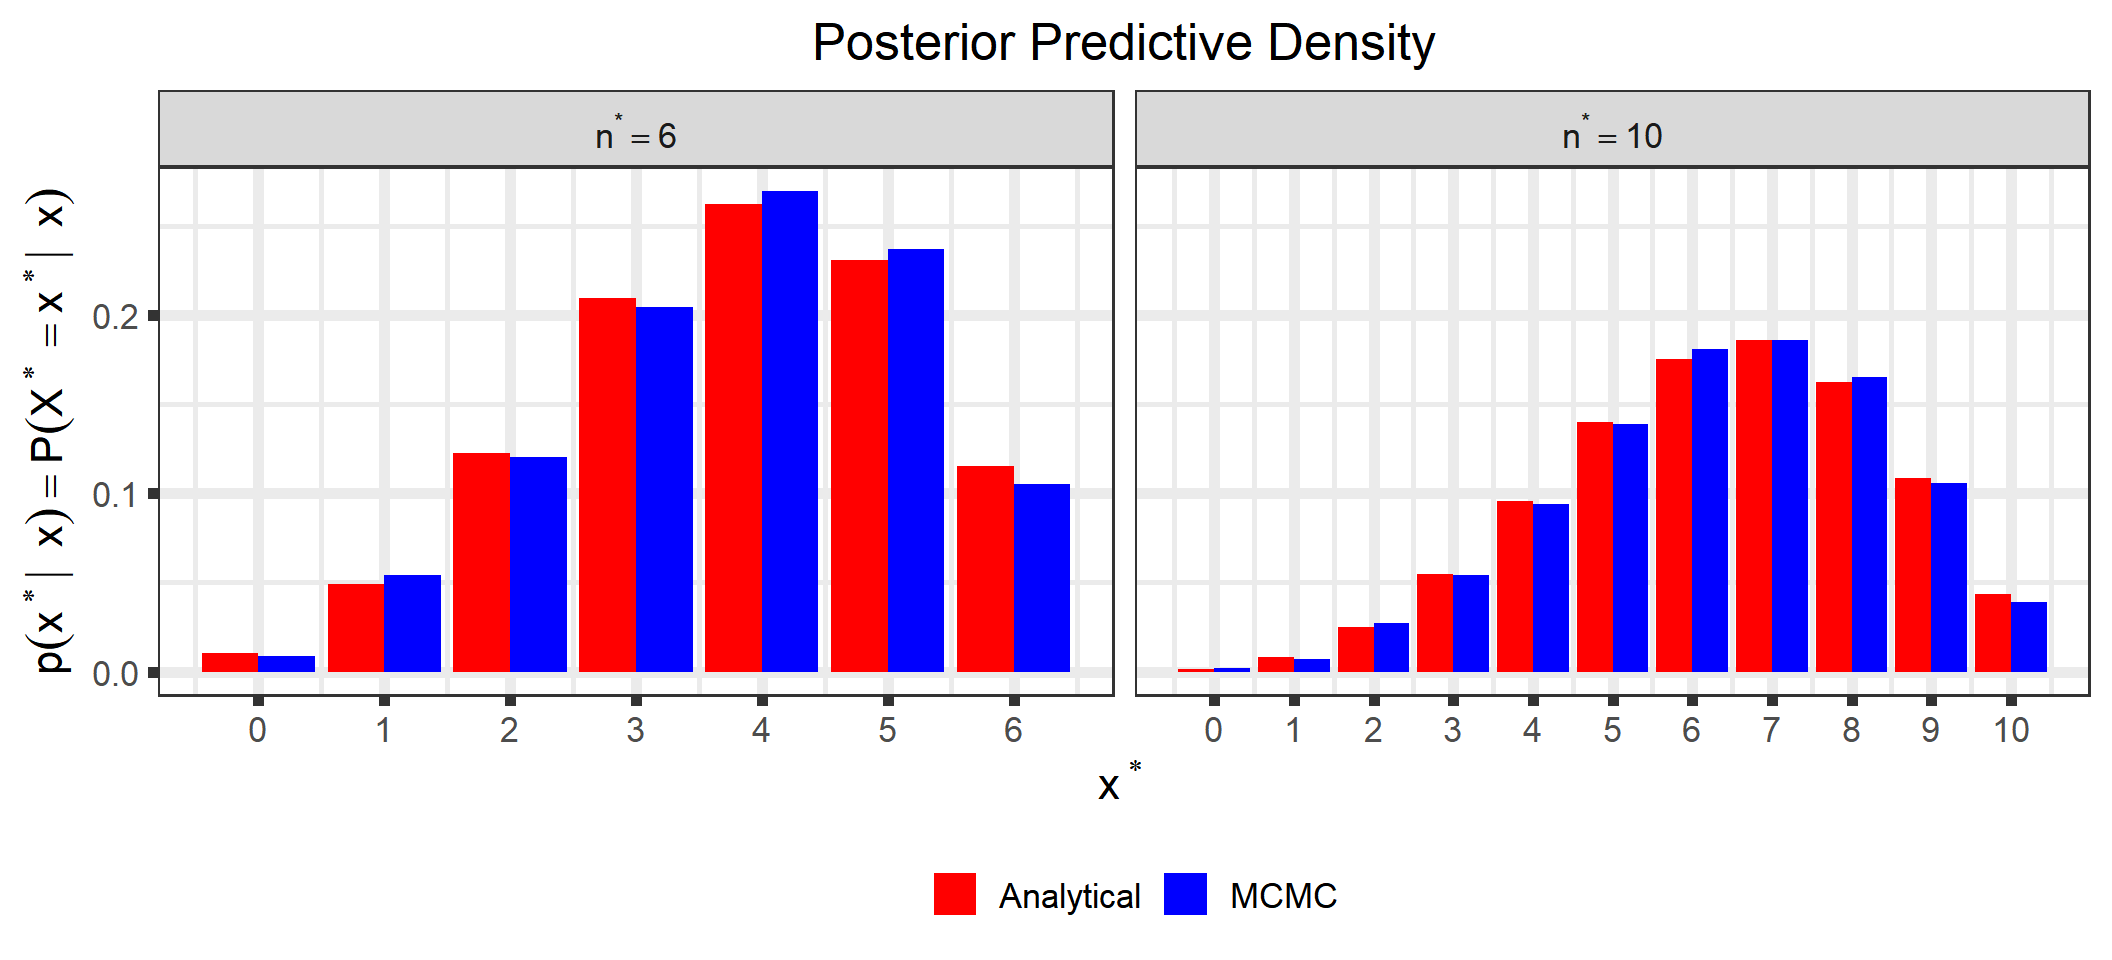 Posterior Predictive Density
n* = 6
n* = 10
p(x* | x) = P(X* = x* | x)
0.2
0.1
0.0
0 1 2 3 4 5 6
0 1 2 3 4 5 6 7 8 9 10
x*
Analytical MCMC